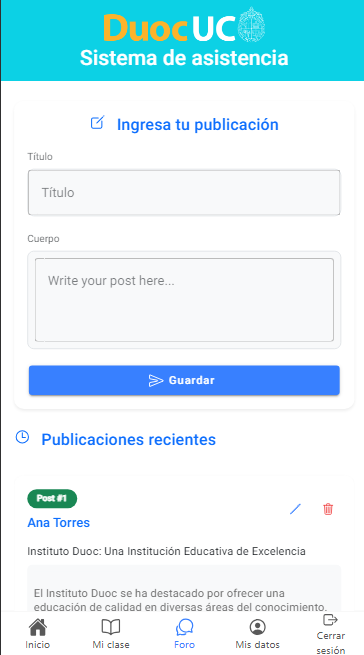 Duoc UC
Sistema de asistencia
Ingresa tu publicación
Título
Título
Cuerpo
Write your post here...
Guardar
Publicaciones recientes
Post #1
Ana Torres
Instituto Duoc: Una Institución Educativa de Excelencia
El Instituto Duoc se ha destacado por ofrecer una
educación de calidad en diversas áreas del conocimiento.
Inicio
Mi clase
Foro
Mis datos
Cerrar
sesión